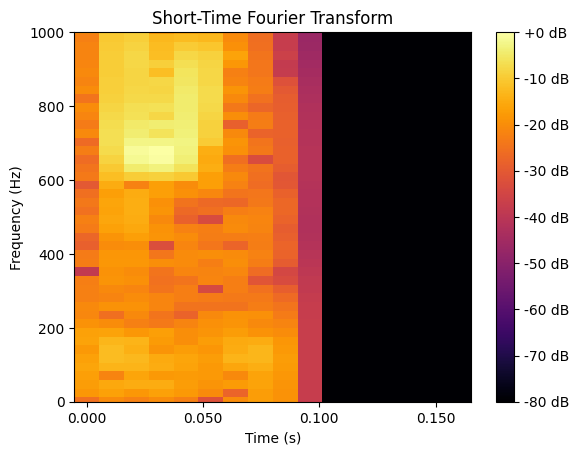 Short-Time Fourier Transform
1000
800
600
400
200
0
Frequency (Hz)
0.000
0.050
0.100
0.150
Time (s)
+0 dB
-10 dB
-20 dB
-30 dB
-40 dB
-50 dB
-60 dB
-70 dB
-80 dB